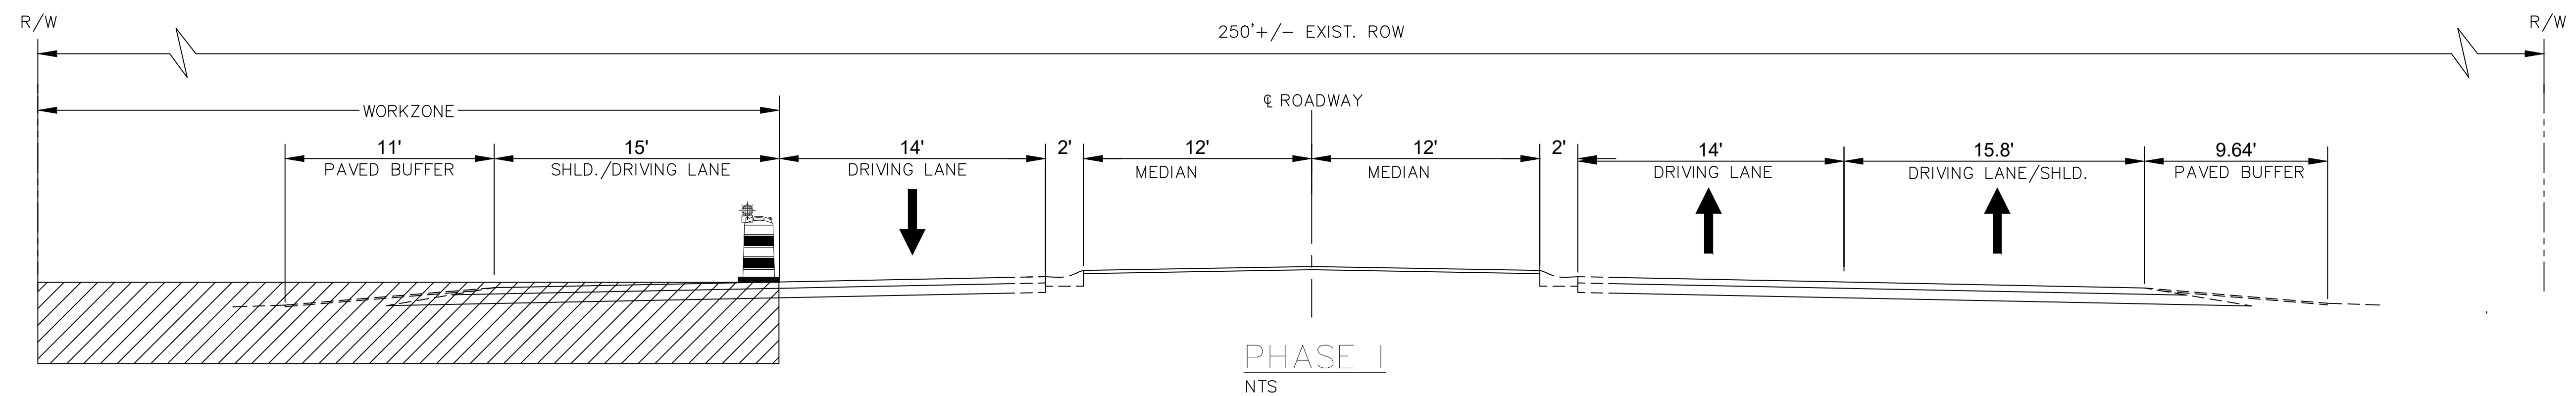 R/W
R/W
250'+/- EXIST. ROW
WORKZONE
℄ ROADWAY
11'
15'
14'
2'
12'
12'
2'
14'
15.8'
9.64'
PAVED BUFFER
SHLD./DRIVING LANE
DRIVING LANE
MEDIAN
MEDIAN
DRIVING LANE
DRIVING LANE/SHLD.
PAVED BUFFER
PHASE I
NTS